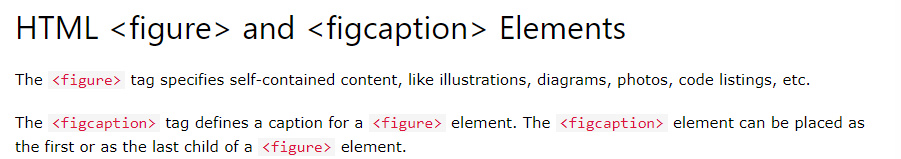 HTML <figure> and <figcaption> Elements
The <figure> tag specifies self-contained content, like illustrations, diagrams, photos, code listings, etc.
The <figcaption> tag defines a caption for a <figure> element. The <figcaption> element can be placed as
the first or as the last child of a <figure> element.